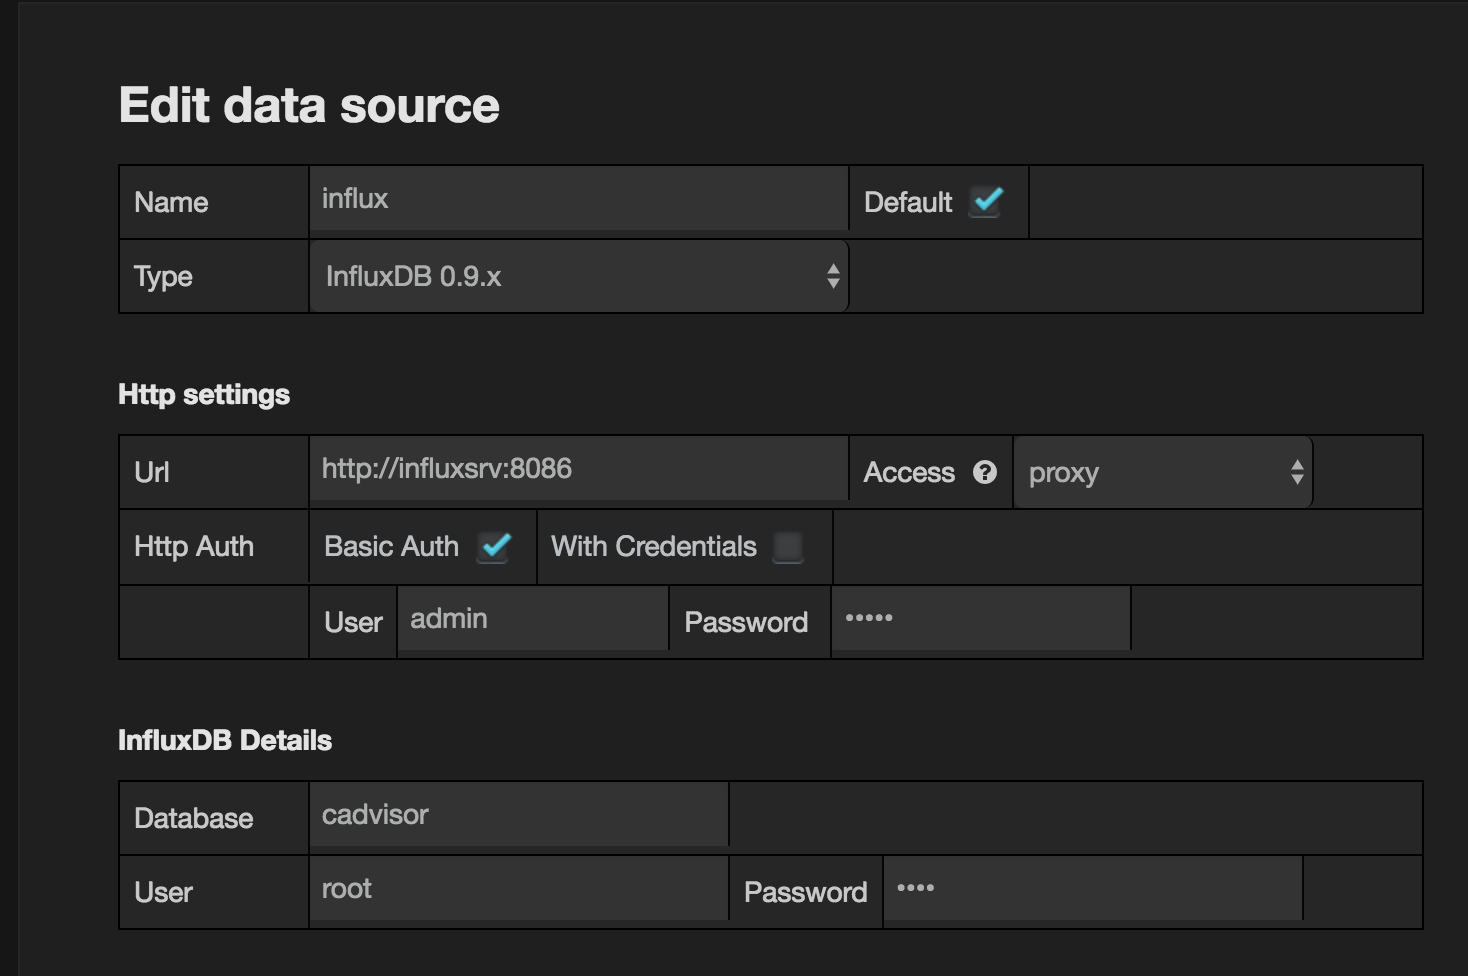 Edit data source
Name influx Default
Type InfluxDB 0.9.x
Http settings
Url http://influxsrv:8086 Access ? proxy
Http Auth Basic Auth With Credentials
User admin Password •••••
InfluxDB Details
Database cadvisor
User root Password ••••